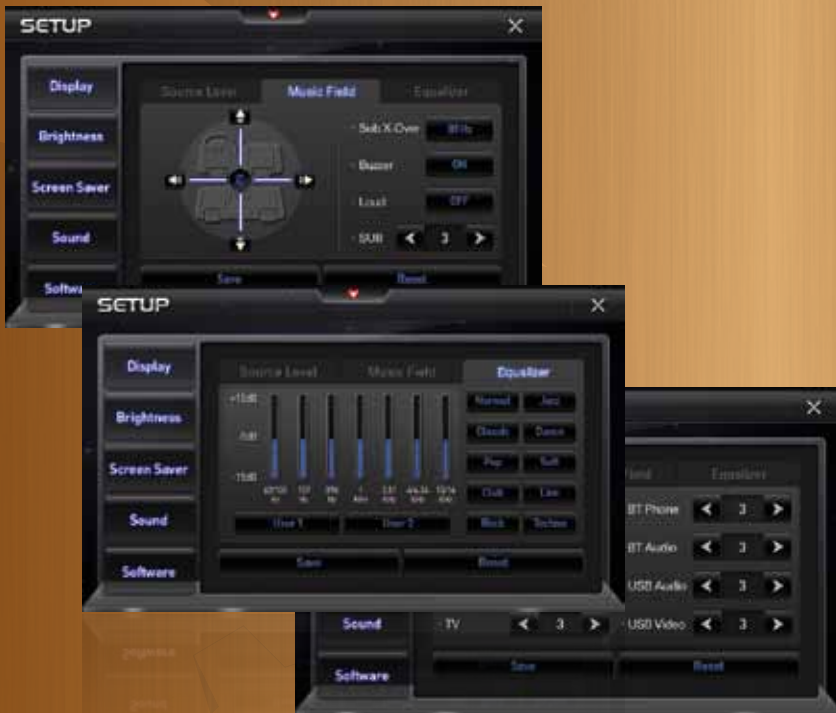 SETUP
Display
Brightness
Screen Saver
Sound
Softwa
Source Level
Music Field
Equalizer
- Sub X-Over
- Buzzer
ON
- Loud
OFF
- SUB
3
Save
Reset
SETUP
Display
Brightness
Screen Saver
Sound
Software
Source Level
Music Field
Equalizer
Normal
Jazz
Classic
Dance
Pop
Soft
Club
Live
Rock
Techno
User 1
User 2
Save
Reset
Equalizer
BT Phone
3
BT Audio
3
USB Audio
3
- TV
3
- USB Video
3
Sound
Software
Save
Reset